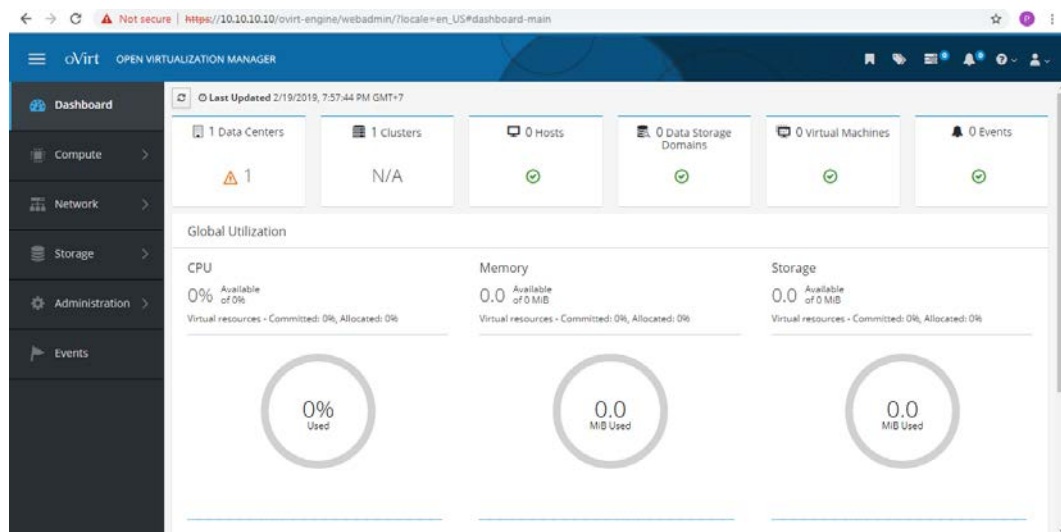 Not secure | https://10.10.10.10/ovirt-engine/webadmin/?locale=en_US#dashboard-main
P
oVirt OPEN VIRTUALIZATION MANAGER
Dashboard
Compute
Network
Storage
Administration
Events
Last Updated 2/19/2019, 7:57:44 PM GMT+7
1 Data Centers
1
1 Clusters
N/A
0 Hosts
0 Data Storage
Domains
0 Virtual Machines
0 Events
Global Utilization
CPU
0% Available
of 0%
Virtual resources - Committed: 0%, Allocated: 0%
0%
Used
Memory
0.0 Available
of 0 MiB
Virtual resources - Committed: 0%, Allocated: 0%
0.0
MiB Used
Storage
0.0 Available
of 0 MiB
Virtual resources - Committed: 0%, Allocated: 0%
0.0
MiB Used